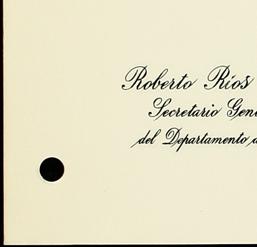 Roberto Ríos
Secretario Gene
del Departamento d